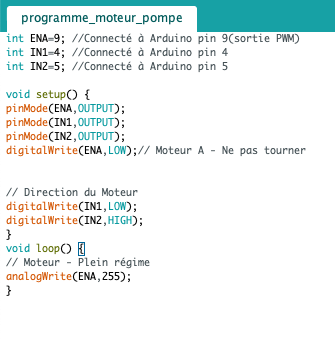 programme_moteur_pompe
int ENA=9; //Connecté à Arduino pin 9(sortie PWM)
int IN1=4; //Connecté à Arduino pin 4
int IN2=5; //Connecté à Arduino pin 5
void setup() {
pinMode(ENA,OUTPUT);
pinMode(IN1,OUTPUT);
pinMode(IN2,OUTPUT);
digitalWrite(ENA,LOW);// Moteur A - Ne pas tourner
// Direction du Moteur
digitalWrite(IN1,LOW);
digitalWrite(IN2,HIGH);
}
void loop() {
// Moteur - Plein régime
analogWrite(ENA,255);
}